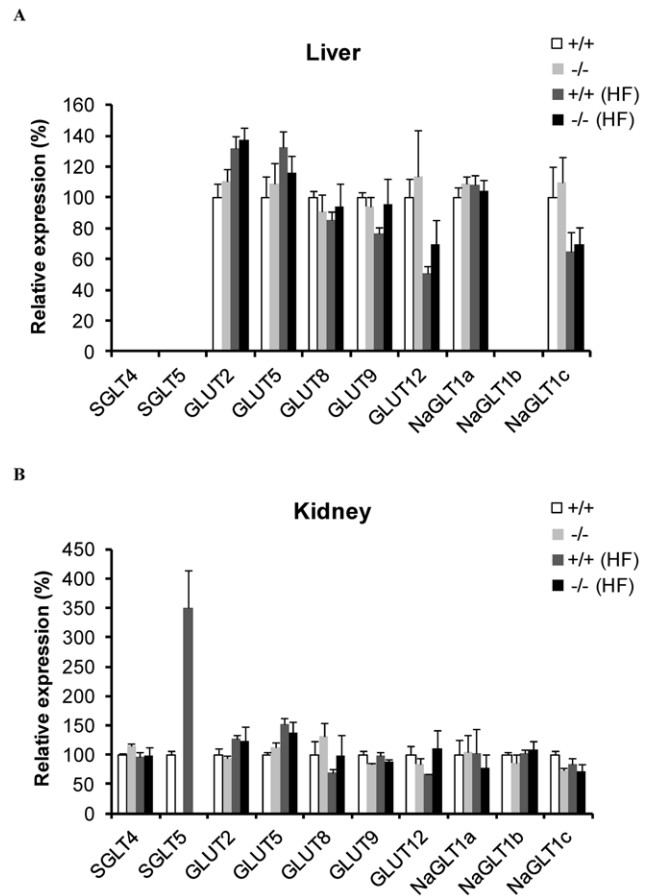 A
Liver
+/+
-/-
+/+ (HF)
-/- (HF)
Relative expression (%)
160
140
120
100
80
60
40
20
0
SGLT4
SGLT5
GLUT2
GLUT5
GLUT8
GLUT9
GLUT12
NaGLT1a
NaGLT1b
NaGLT1c
B
Kidney
+/+
-/-
+/+ (HF)
-/- (HF)
Relative expression (%)
450
400
350
300
250
200
150
100
50
0
SGLT4
SGLT5
GLUT2
GLUT5
GLUT8
GLUT9
GLUT12
NaGLT1a
NaGLT1b
NaGLT1c